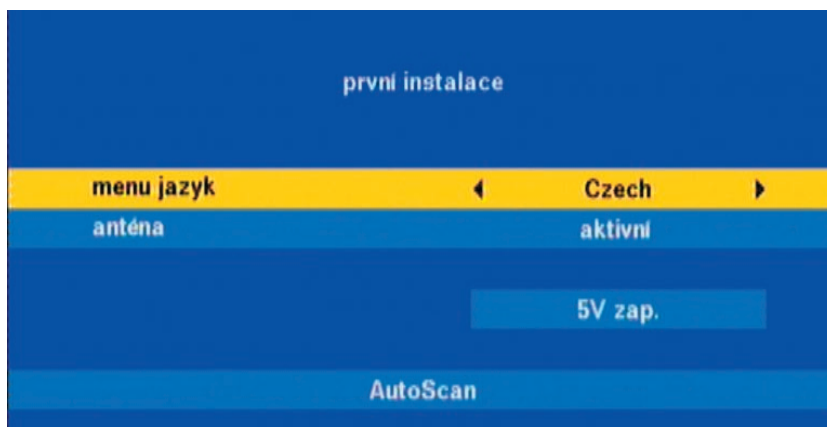 první instalace
menu jazyk Czech
anténa aktivní
5V zap.
AutoScan